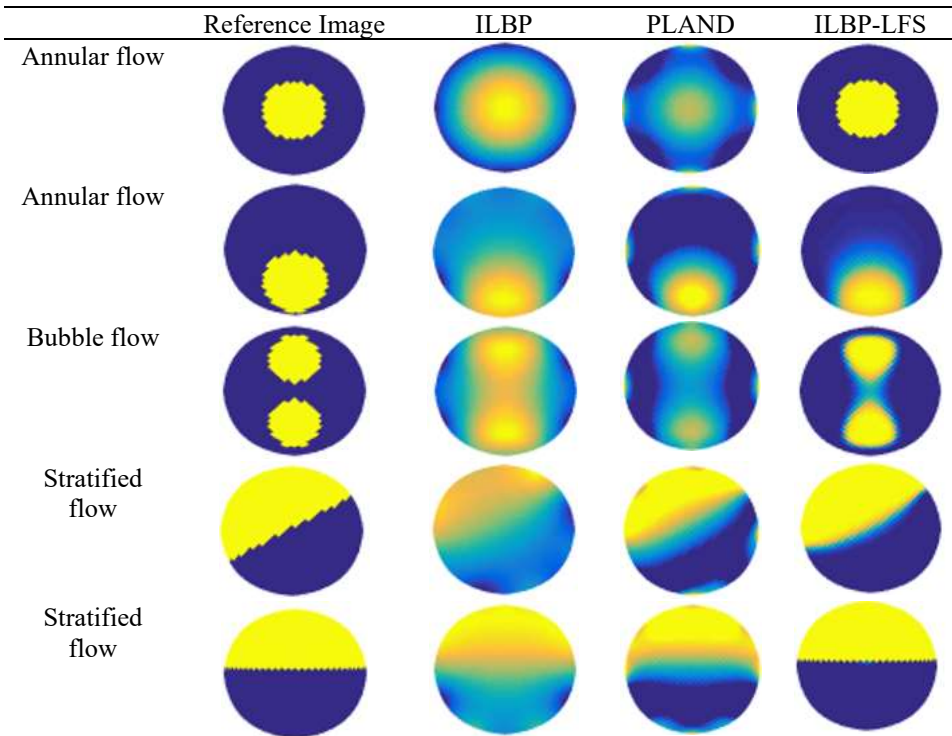 Reference Image ILBP PLAND ILBP-LFS
Annular flow
Annular flow
Bubble flow
Stratified
flow
Stratified
flow